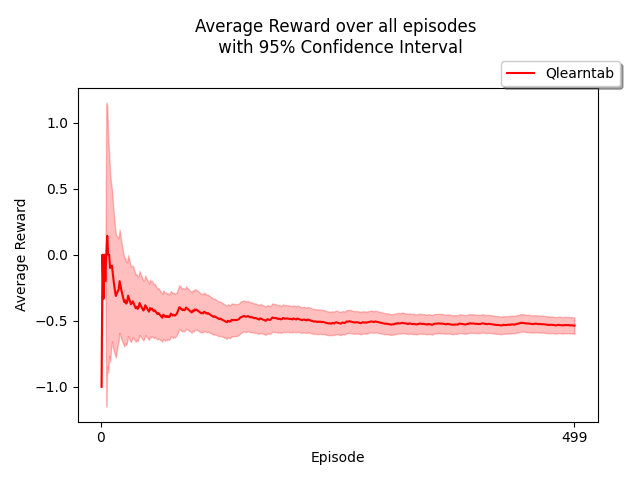 Average Reward over all episodes
with 95% Confidence Interval
Qlearntab
1.0
0.5
0.0
−0.5
−1.0
Average Reward
0
499
Episode